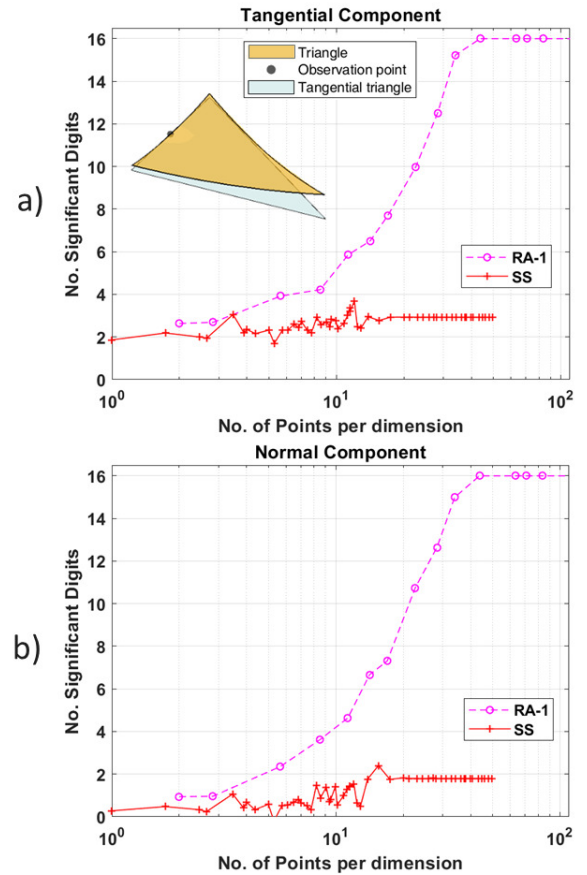 a)
Tangential Component
No. Significant Digits
16
14
12
10
8
6
4
2
0
Triangle
Observation point
Tangential triangle
RA-1
SS
10^0
10^1
10^2
No. of Points per dimension
b)
Normal Component
No. Significant Digits
16
14
12
10
8
6
4
2
0
RA-1
SS
10^0
10^1
10^2
No. of Points per dimension